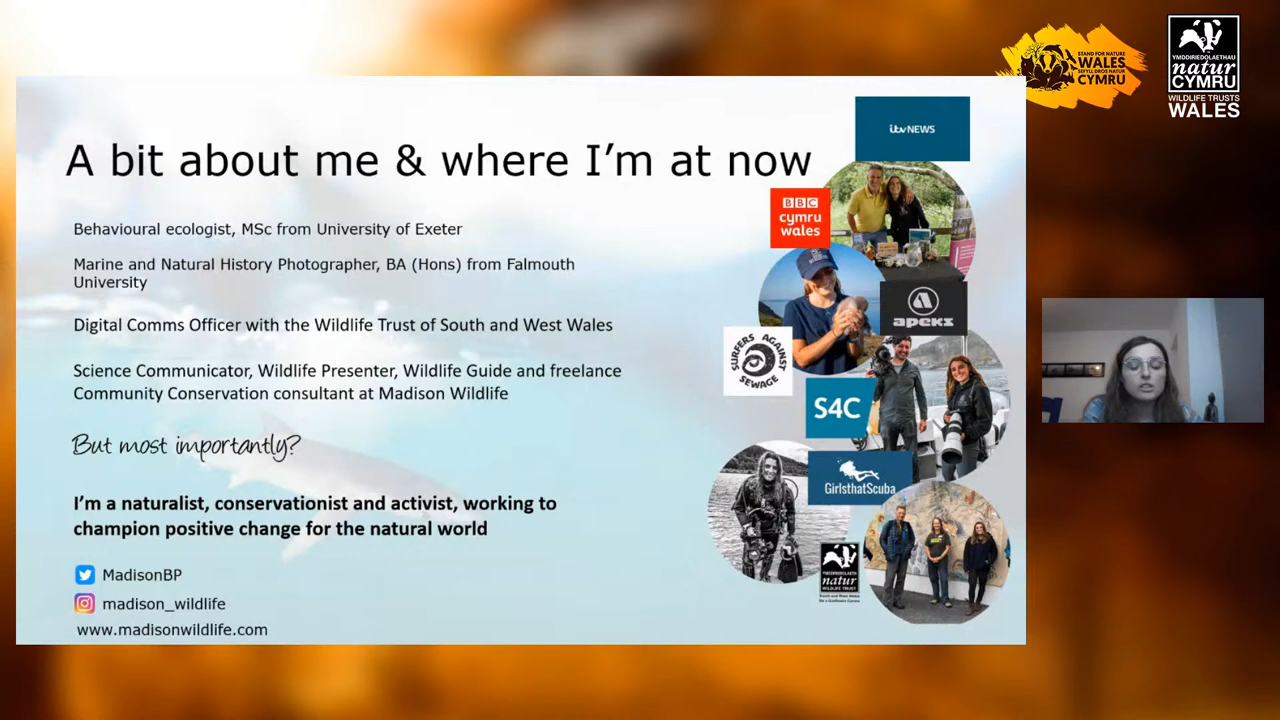 A bit about me & where I'm at now
Behavioural ecologist, MSc from University of Exeter
Marine and Natural History Photographer, BA (Hons) from Falmouth
University
Digital Comms Officer with the Wildlife Trust of South and West Wales
Science Communicator, Wildlife Presenter, Wildlife Guide and freelance
Community Conservation consultant at Madison Wildlife
But most importantly?
I'm a naturalist, conservationist and activist, working to
champion positive change for the natural world
MadisonBP
madison_wildlife
www.madisonwildlife.com
itv NEWS
BBC
cymru
wales
apeks
SURFERS AGAINST
SEWAGE
S4C
GirlsthatScuba
natur
WILDLIFE TRUST
STAND FOR NATURE
WALES
SEFYLL DROS NATUR
CYMRU
YMDDIRIEDOLAETHAU
natur
CYMRU
WILDLIFE TRUSTS
WALES